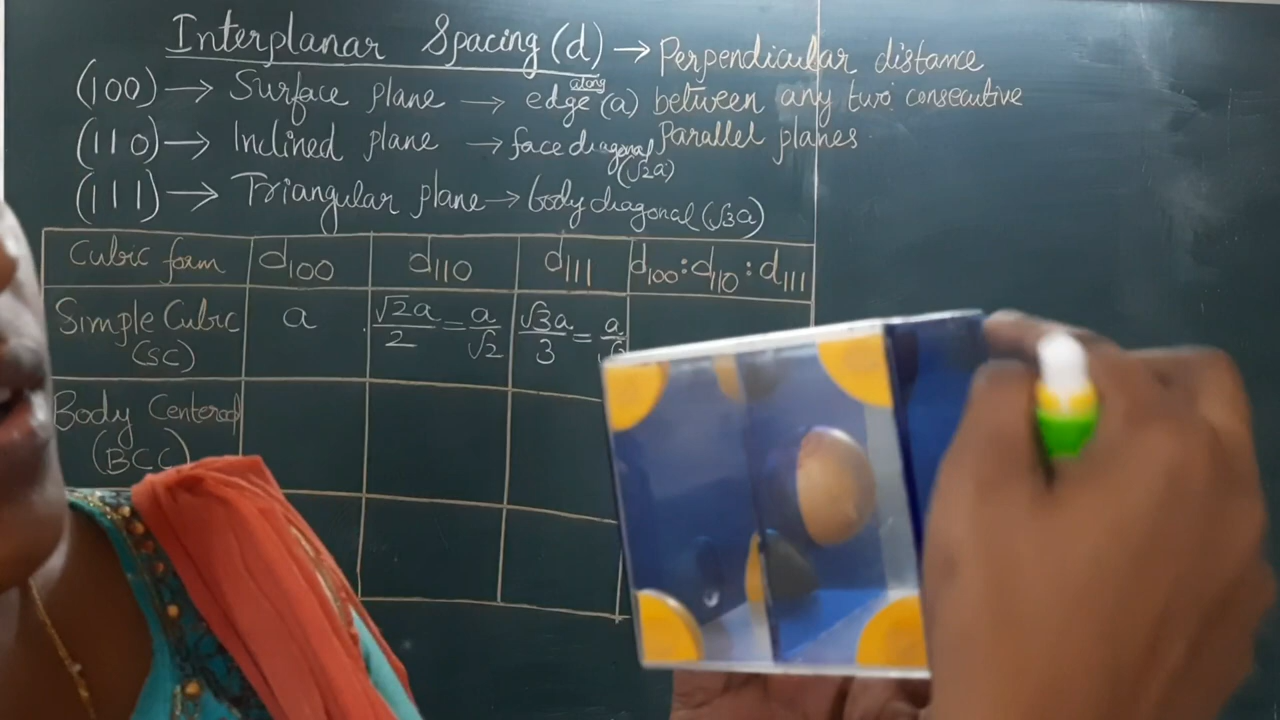 Interplanar Spacing (d) → Perpendicular distance
(100) → Surface plane → edge along (a) between any two consecutive
(110) → Inclined plane → face diagonal (√2a) Parallel planes
(111) → Triangular plane → body diagonal (√3a)
Cubic form d100 d110 d111 d100 : d110 : d111
Simple Cubic (SC) a √2a/2 = a/√2 √3a/3 = a/√
Body Centered (BCC)